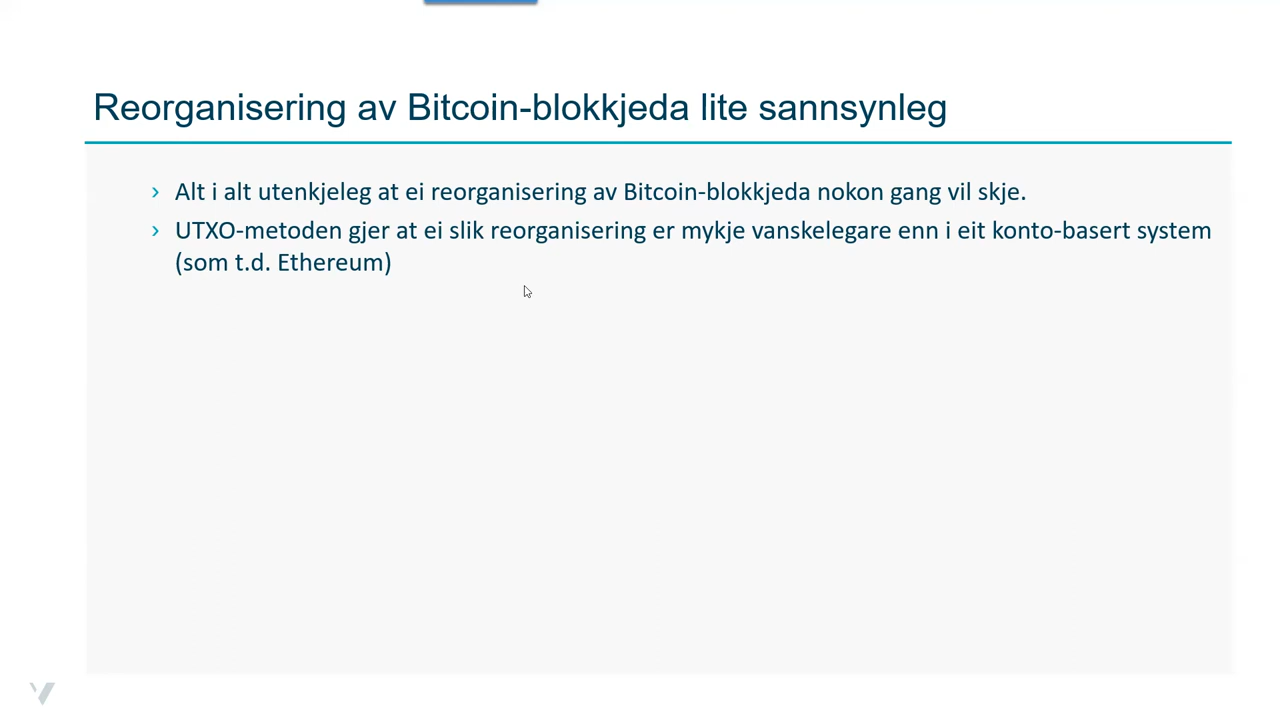 Reorganisering av Bitcoin-blokkjeda lite sannsynleg
› Alt i alt utenkjeleg at ei reorganisering av Bitcoin-blokkjeda nokon gang vil skje.
› UTXO-metoden gjer at ei slik reorganisering er mykje vanskelegare enn i eit konto-basert system
(som t.d. Ethereum)